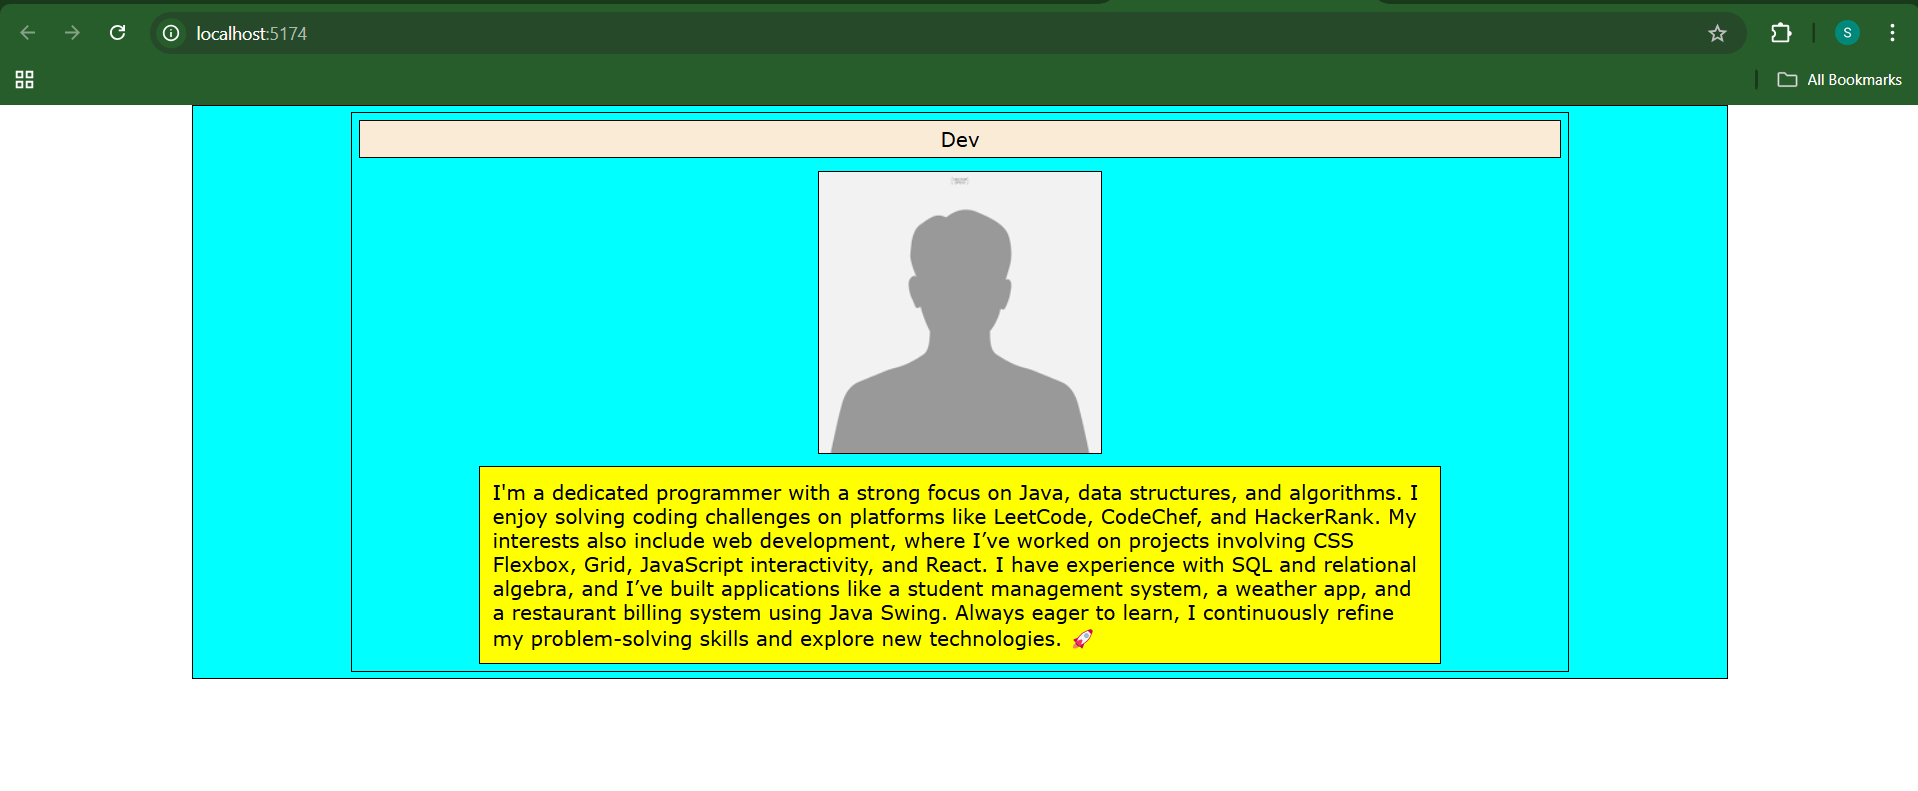 localhost:5174
S
All Bookmarks
Dev
I'm a dedicated programmer with a strong focus on Java, data structures, and algorithms. I
enjoy solving coding challenges on platforms like LeetCode, CodeChef, and HackerRank. My
interests also include web development, where I’ve worked on projects involving CSS
Flexbox, Grid, JavaScript interactivity, and React. I have experience with SQL and relational
algebra, and I’ve built applications like a student management system, a weather app, and
a restaurant billing system using Java Swing. Always eager to learn, I continuously refine
my problem-solving skills and explore new technologies. 🚀